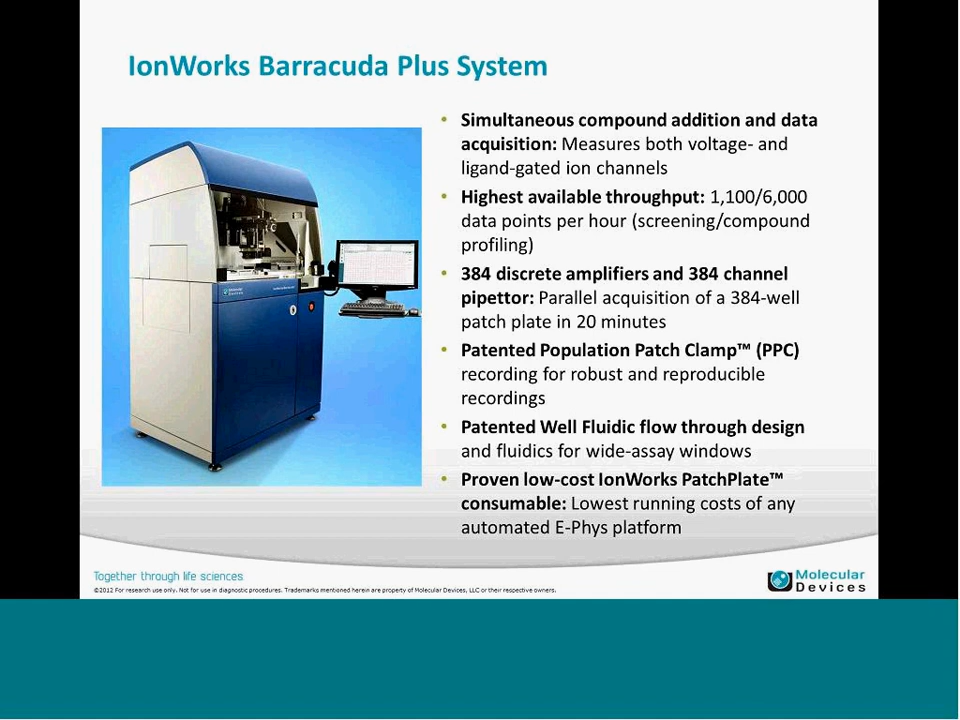 IonWorks Barracuda Plus System
• Simultaneous compound addition and data
acquisition: Measures both voltage- and
ligand-gated ion channels
• Highest available throughput: 1,100/6,000
data points per hour (screening/compound
profiling)
• 384 discrete amplifiers and 384 channel
pipettor: Parallel acquisition of a 384-well
patch plate in 20 minutes
• Patented Population Patch Clamp™ (PPC)
recording for robust and reproducible
recordings
• Patented Well Fluidic flow through design
and fluidics for wide-assay windows
• Proven low-cost IonWorks PatchPlate™
consumable: Lowest running costs of any
automated E-Phys platform
Together through life sciences
©2012 For research use only. Not for use in diagnostic procedures. Trademarks mentioned herein are property of Molecular Devices, LLC or their respective owners.
Molecular
Devices